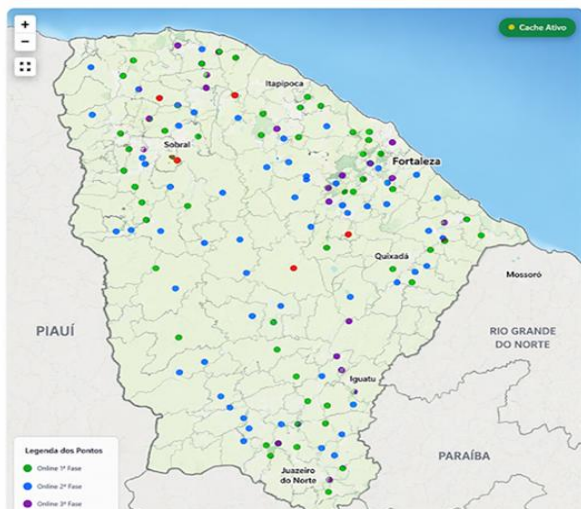 +
−
Cache Ativo
Itapipoca
Sobral
Fortaleza
Quixadá
Mossoró
PIAUÍ
RIO GRANDE
DO NORTE
Iguatu
PARAÍBA
Juazeiro
do Norte
Legenda dos Pontos
Online 1ª Fase
Online 2ª Fase
Online 3ª Fase